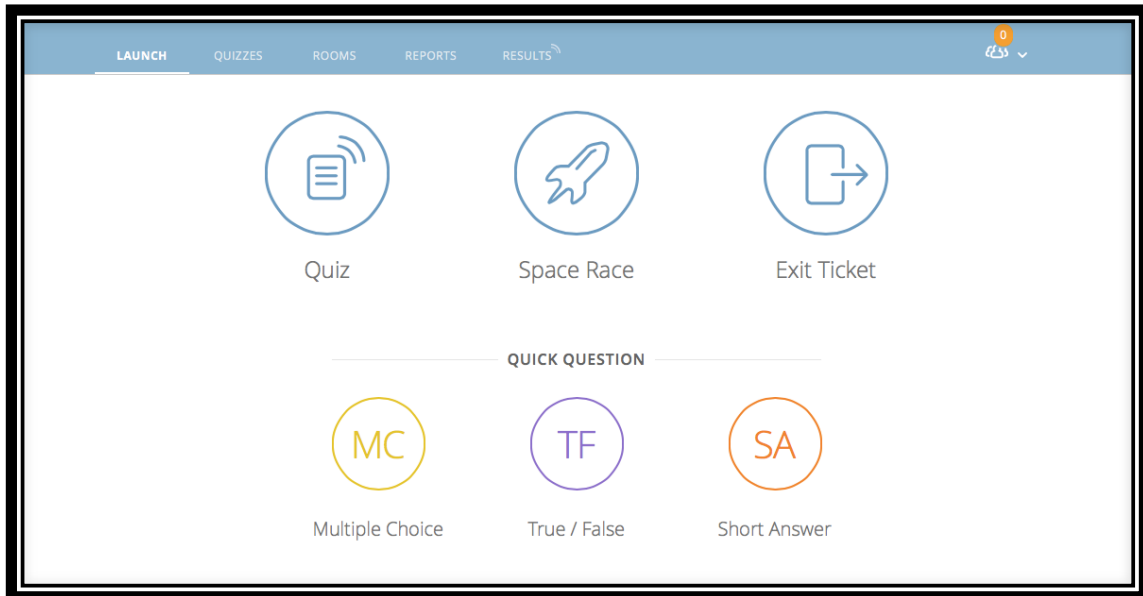 0
LAUNCH QUIZZES ROOMS REPORTS RESULTS
Quiz Space Race Exit Ticket
QUICK QUESTION
MC TF SA
Multiple Choice True / False Short Answer